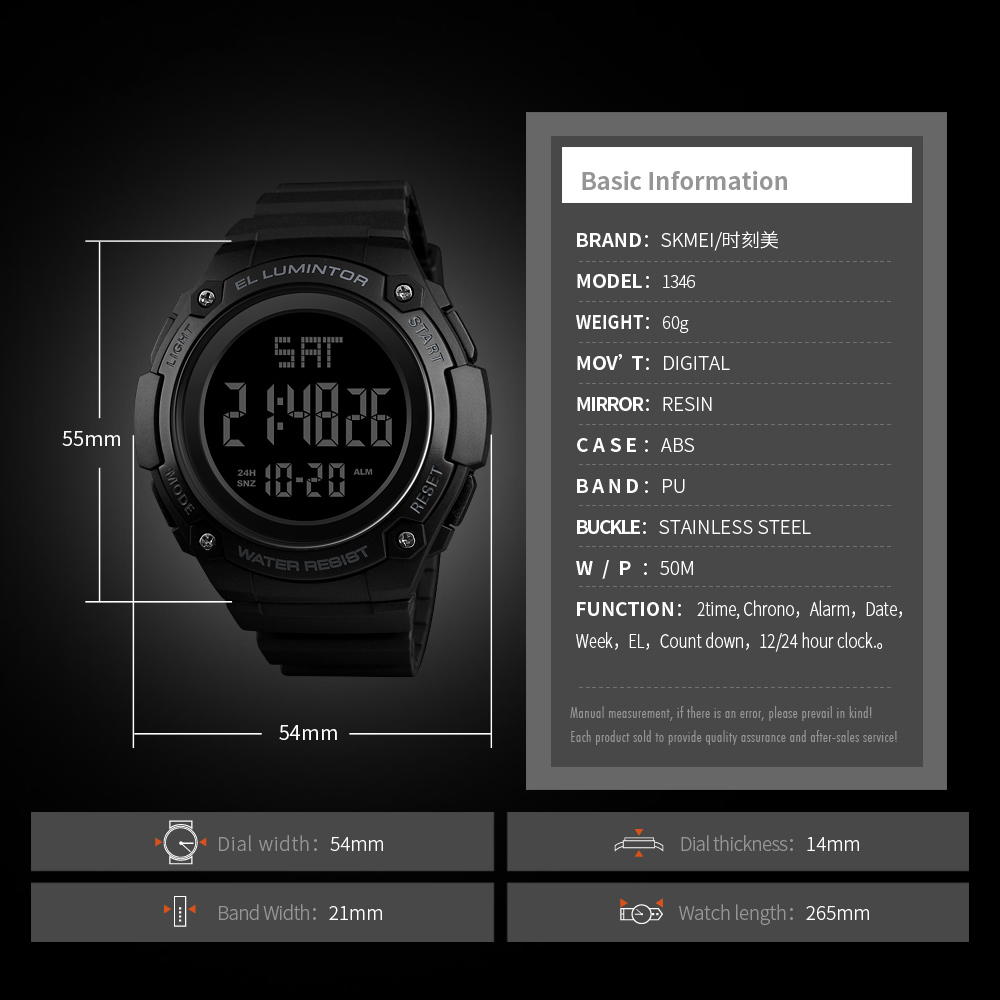 Basic Information
BRAND： SKMEI/时刻美
MODEL： 1346
WEIGHT： 60g
MOV’ T： DIGITAL
MIRROR： RESIN
CASE： ABS
BAND： PU
BUCKLE： STAINLESS STEEL
W / P ： 50M
FUNCTION： 2time, Chrono，Alarm，Date，
Week，EL，Count down，12/24 hour clock.。
Manual measurement, if there is an error, please prevail in kind!
Each product sold to provide quality assurance and after-sales service!
EL LUMINTOR
LIGHT
START
SAT
21:40 26
24H
SNZ
10-20
ALM
MODE
RESET
WATER RESIST
55mm
54mm
Dial width： 54mm
Dial thickness： 14mm
Band Width： 21mm
Watch length： 265mm